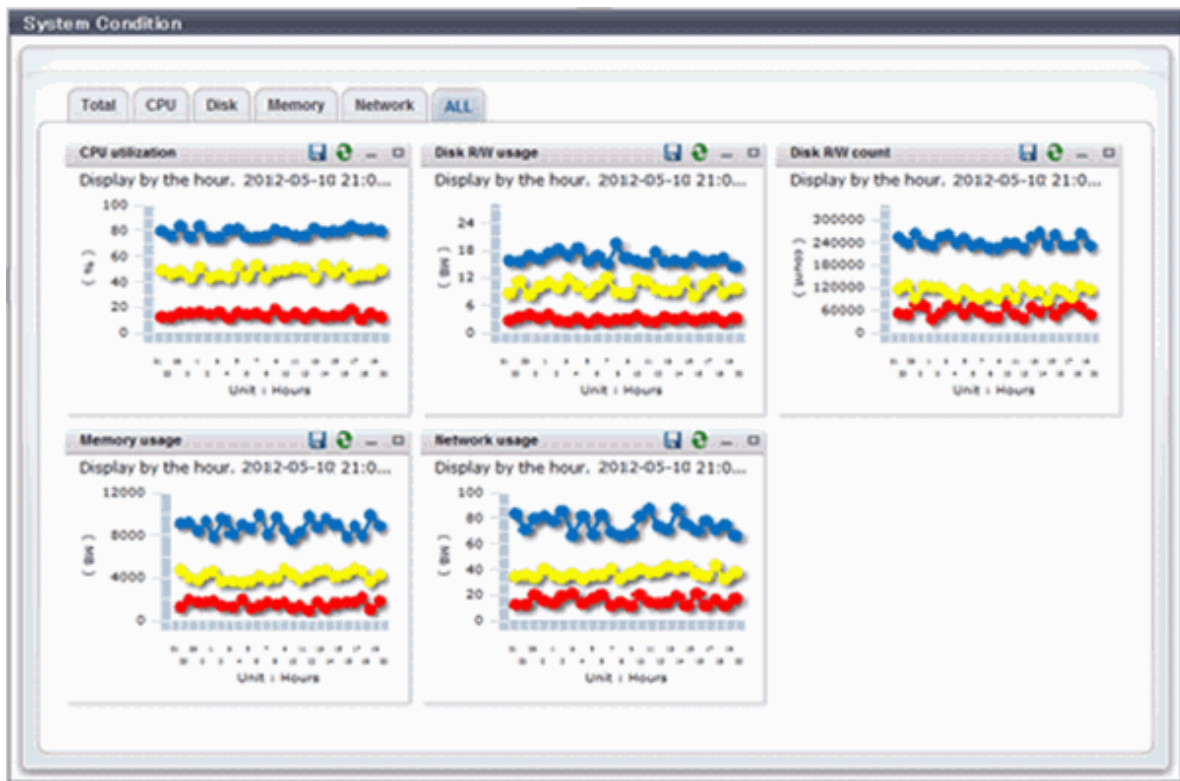 System Condition
Total CPU Disk Memory Network ALL
CPU utilization
Display by the hour. 2012-05-10 21:0...
100
80
60
40
20
0
( % )
Unit : Hours
Disk R/W usage
Display by the hour. 2012-05-10 21:0...
24
18
12
6
0
( MB )
Unit : Hours
Disk R/W count
Display by the hour. 2012-05-10 21:0...
300000
240000
180000
120000
60000
0
( count )
Unit : Hours
Memory usage
Display by the hour. 2012-05-10 21:0...
12000
8000
4000
0
( MB )
Unit : Hours
Network usage
Display by the hour. 2012-05-10 21:0...
100
80
60
40
20
0
( MB )
Unit : Hours